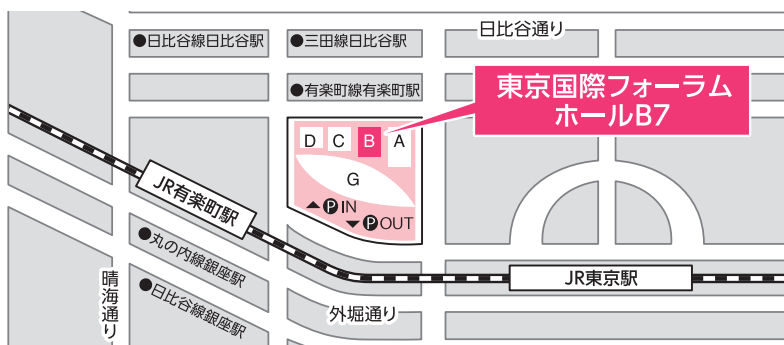 日比谷通り
●日比谷線日比谷駅
●三田線日比谷駅
●有楽町線有楽町駅
東京国際フォーラム
ホールB7
D
C
B
A
G
▲PIN
▼POUT
JR有楽町駅
●丸の内線銀座駅
●日比谷線銀座駅
晴海通り
外堀通り
JR東京駅